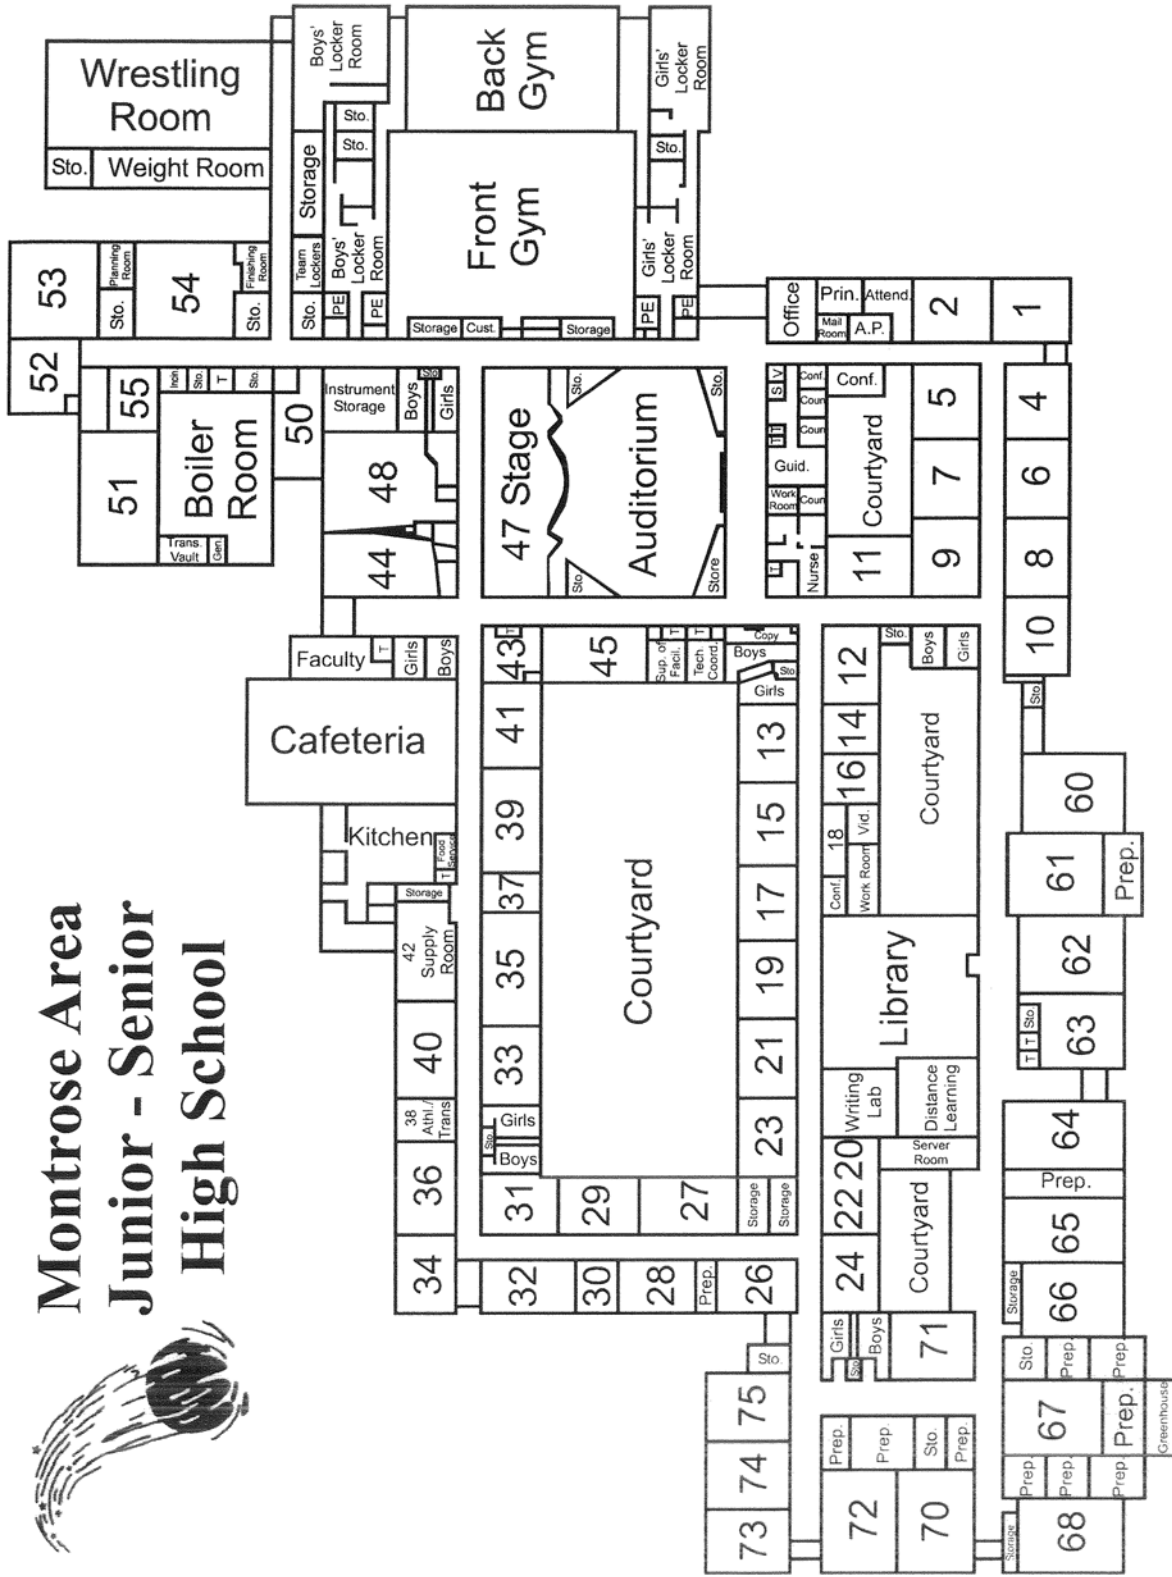 Montrose Area
Junior - Senior
High School
Wrestling
Room
Sto.
Weight Room
53
Planning
Room
Sto.
54
Finishing
Room
Sto.
52
55
51
Incin.
Sto.
T
Sto.
Boiler
Room
Trans.
Vault
Gen.
50
Boys'
Locker
Room
Storage
Sto.
Sto.
Team
Lockers
Sto.
Boys'
Locker
Room
PE
PE
Back
Gym
Front
Gym
Storage
Cust.
Storage
Girls'
Locker
Room
Sto.
Girls'
Locker
Room
PE
PE
Instrument
Storage
Boys
Sto
Girls
48
44
47 Stage
Sto.
Sto.
Auditorium
Sto.
Store
Office
Prin.
Attend.
Mail
Room
A.P.
2
1
S
V
Conf.
Coun
Coun
T
T
Guid.
Work
Room
Coun
T
Nurse
Conf.
Courtyard
11
5
7
9
4
6
8
10
Sto.
Faculty
T
Girls
Boys
Cafeteria
Kitchen
Food
Service
T
Storage
42
Supply
Room
40
38
Athl./
Trans
36
34
43
T
45
Sup. of
Facil.
T
Tech.
Coord.
T
Copy
Boys
Sto
Girls
41
39
37
35
33
Girls
Sto.
Boys
31
29
27
Storage
Storage
Courtyard
13
15
17
19
21
23
12
Sto.
Boys
Girls
14
16
18
Vid.
Conf.
Work Room
Courtyard
Library
Writing
Lab
Distance
Learning
20
Server
Room
22
24
Courtyard
Girls
Sto
Boys
71
60
61
Prep.
62
63
T
T
Sto.
64
Prep.
65
66
Storage
Sto.
Prep.
Prep.
67
Prep.
Greenhouse
Prep.
Prep.
Prep.
68
Storage
32
30
28
Prep.
26
Sto.
75
74
73
Prep.
Prep.
Sto.
Prep.
72
70